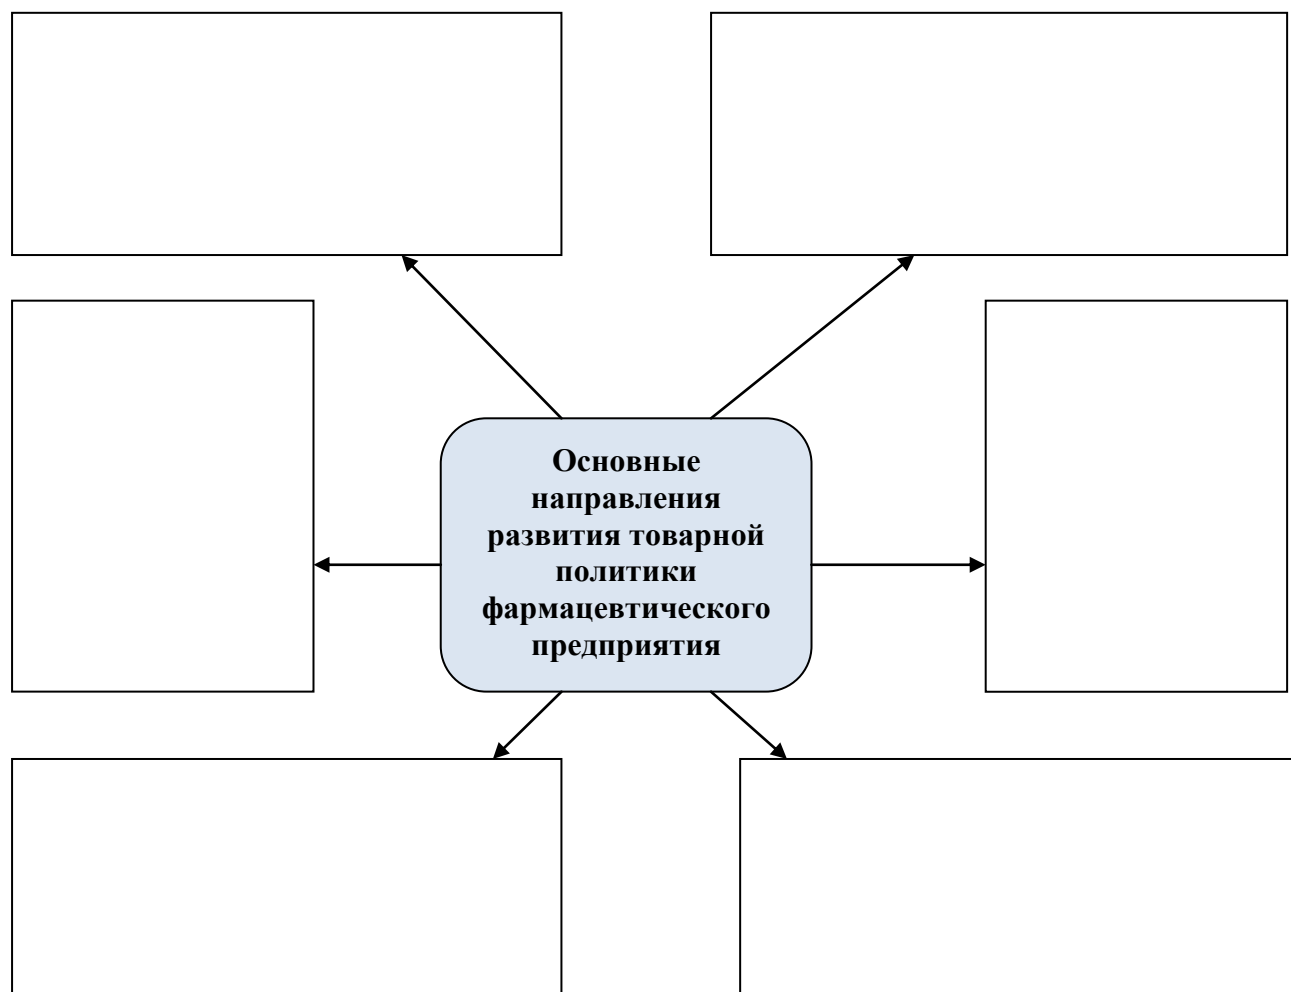 Основные
направления
развития товарной
политики
фармацевтического
предприятия